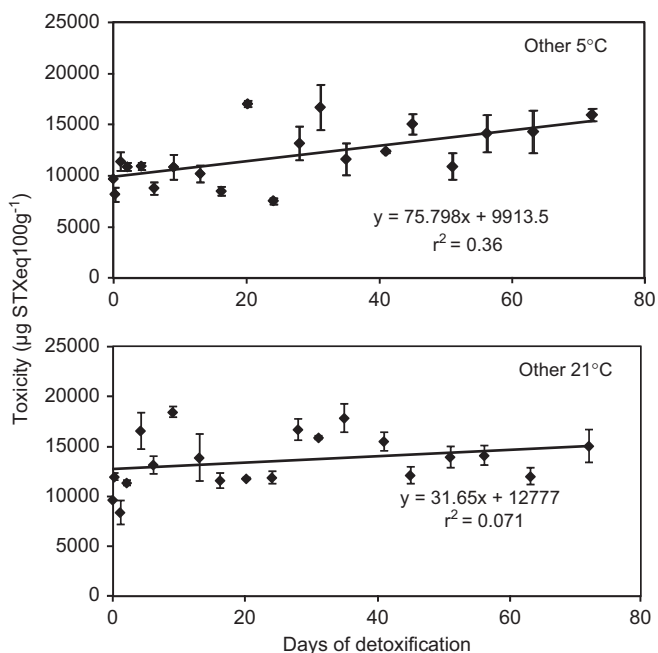 Toxicity (µg STXeq100g⁻¹)
25000
20000
15000
10000
5000
0
Other 5°C
y = 75.798x + 9913.5
r² = 0.36
0 20 40 60 80
25000
20000
15000
10000
5000
0
Other 21°C
y = 31.65x + 12777
r² = 0.071
0 20 40 60 80
Days of detoxification